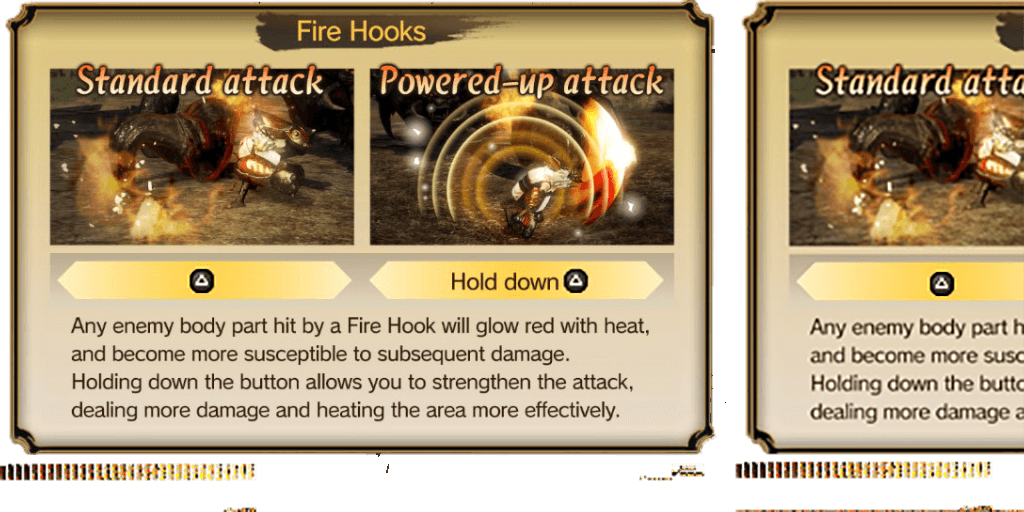 Fire Hooks
Standard attack
Powered-up attack
Hold down
Any enemy body part hit by a Fire Hook will glow red with heat,
and become more susceptible to subsequent damage.
Holding down the button allows you to strengthen the attack,
dealing more damage and heating the area more effectively.
Standard
Any enemy body part
and become more
Holding down the
dealing more damage